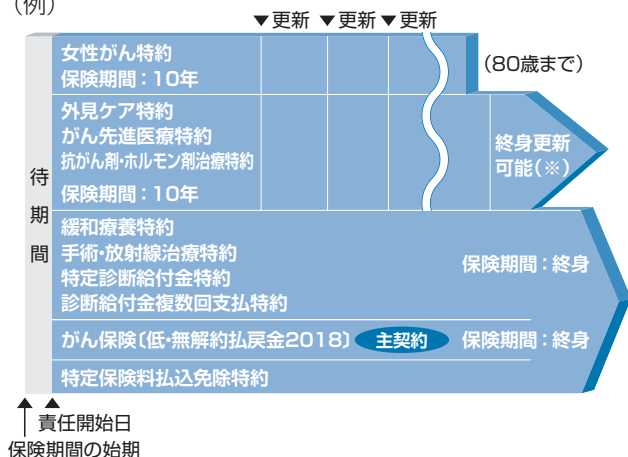 (例)
▼更新 ▼更新 ▼更新
女性がん特約
保険期間：10年
(80歳まで)
外見ケア特約
がん先進医療特約
抗がん剤・ホルモン剤治療特約
保険期間：10年
終身更新
可能(※)
待期間
緩和療養特約
手術・放射線治療特約
特定診断給付金特約
診断給付金複数回支払特約
保険期間：終身
がん保険〔低・無解約払戻金2018〕 主契約 保険期間：終身
特定保険料払込免除特約
責任開始日
保険期間の始期